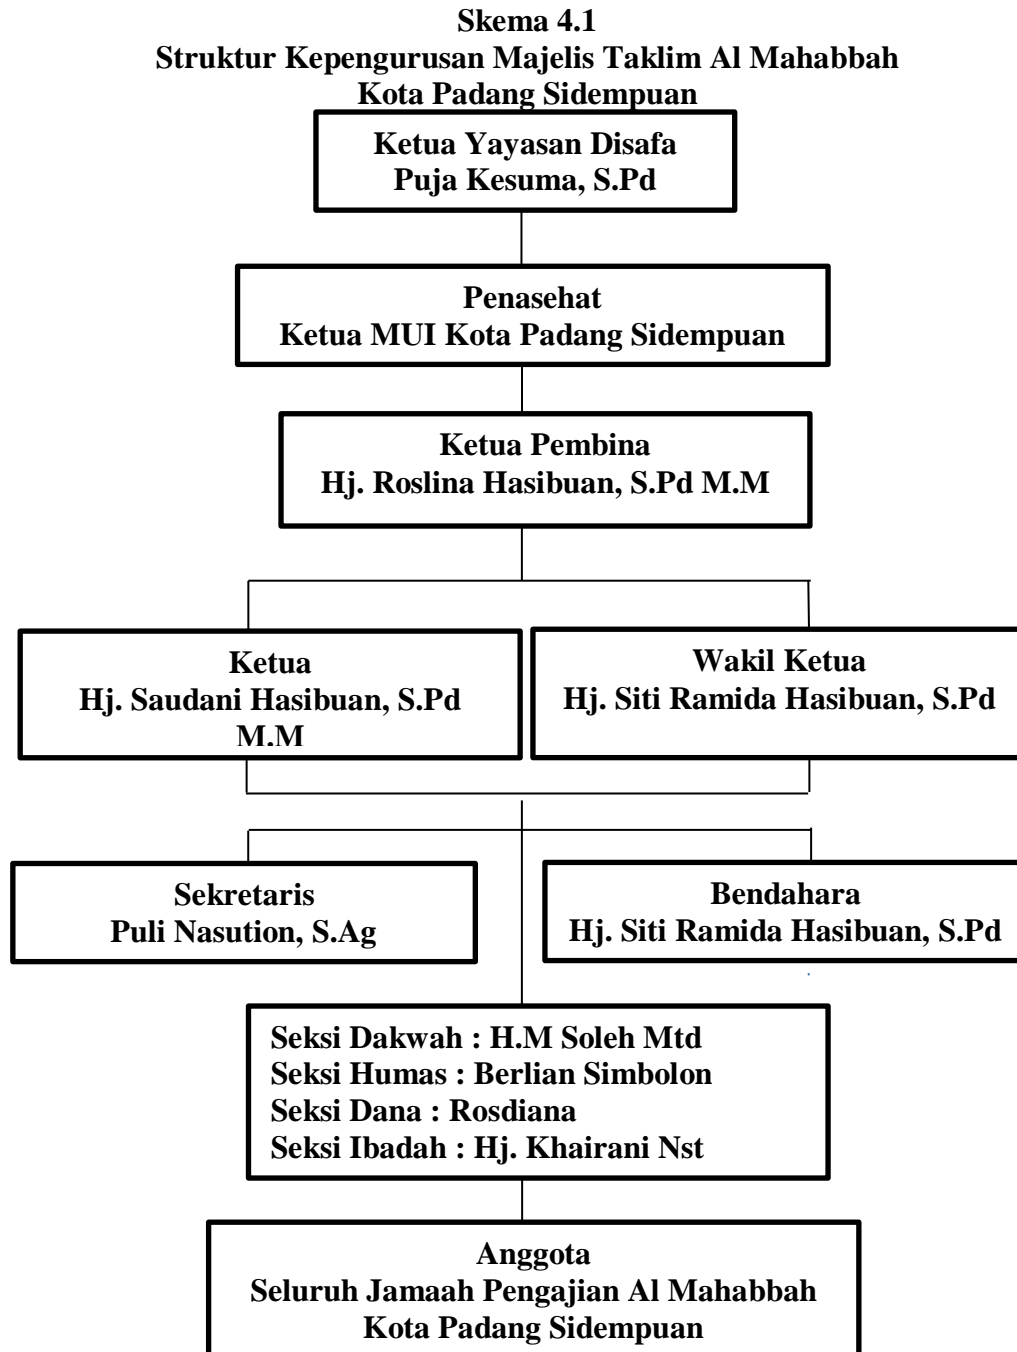 Skema 4.1
Struktur Kepengurusan Majelis Taklim Al Mahabbah
Kota Padang Sidempuan
Ketua Yayasan Disafa
Puja Kesuma, S.Pd
Penasehat
Ketua MUI Kota Padang Sidempuan
Ketua Pembina
Hj. Roslina Hasibuan, S.Pd M.M
Ketua
Hj. Saudani Hasibuan, S.Pd
M.M
Wakil Ketua
Hj. Siti Ramida Hasibuan, S.Pd
Sekretaris
Puli Nasution, S.Ag
Bendahara
Hj. Siti Ramida Hasibuan, S.Pd
Seksi Dakwah : H.M Soleh Mtd
Seksi Humas : Berlian Simbolon
Seksi Dana : Rosdiana
Seksi Ibadah : Hj. Khairani Nst
Anggota
Seluruh Jamaah Pengajian Al Mahabbah
Kota Padang Sidempuan